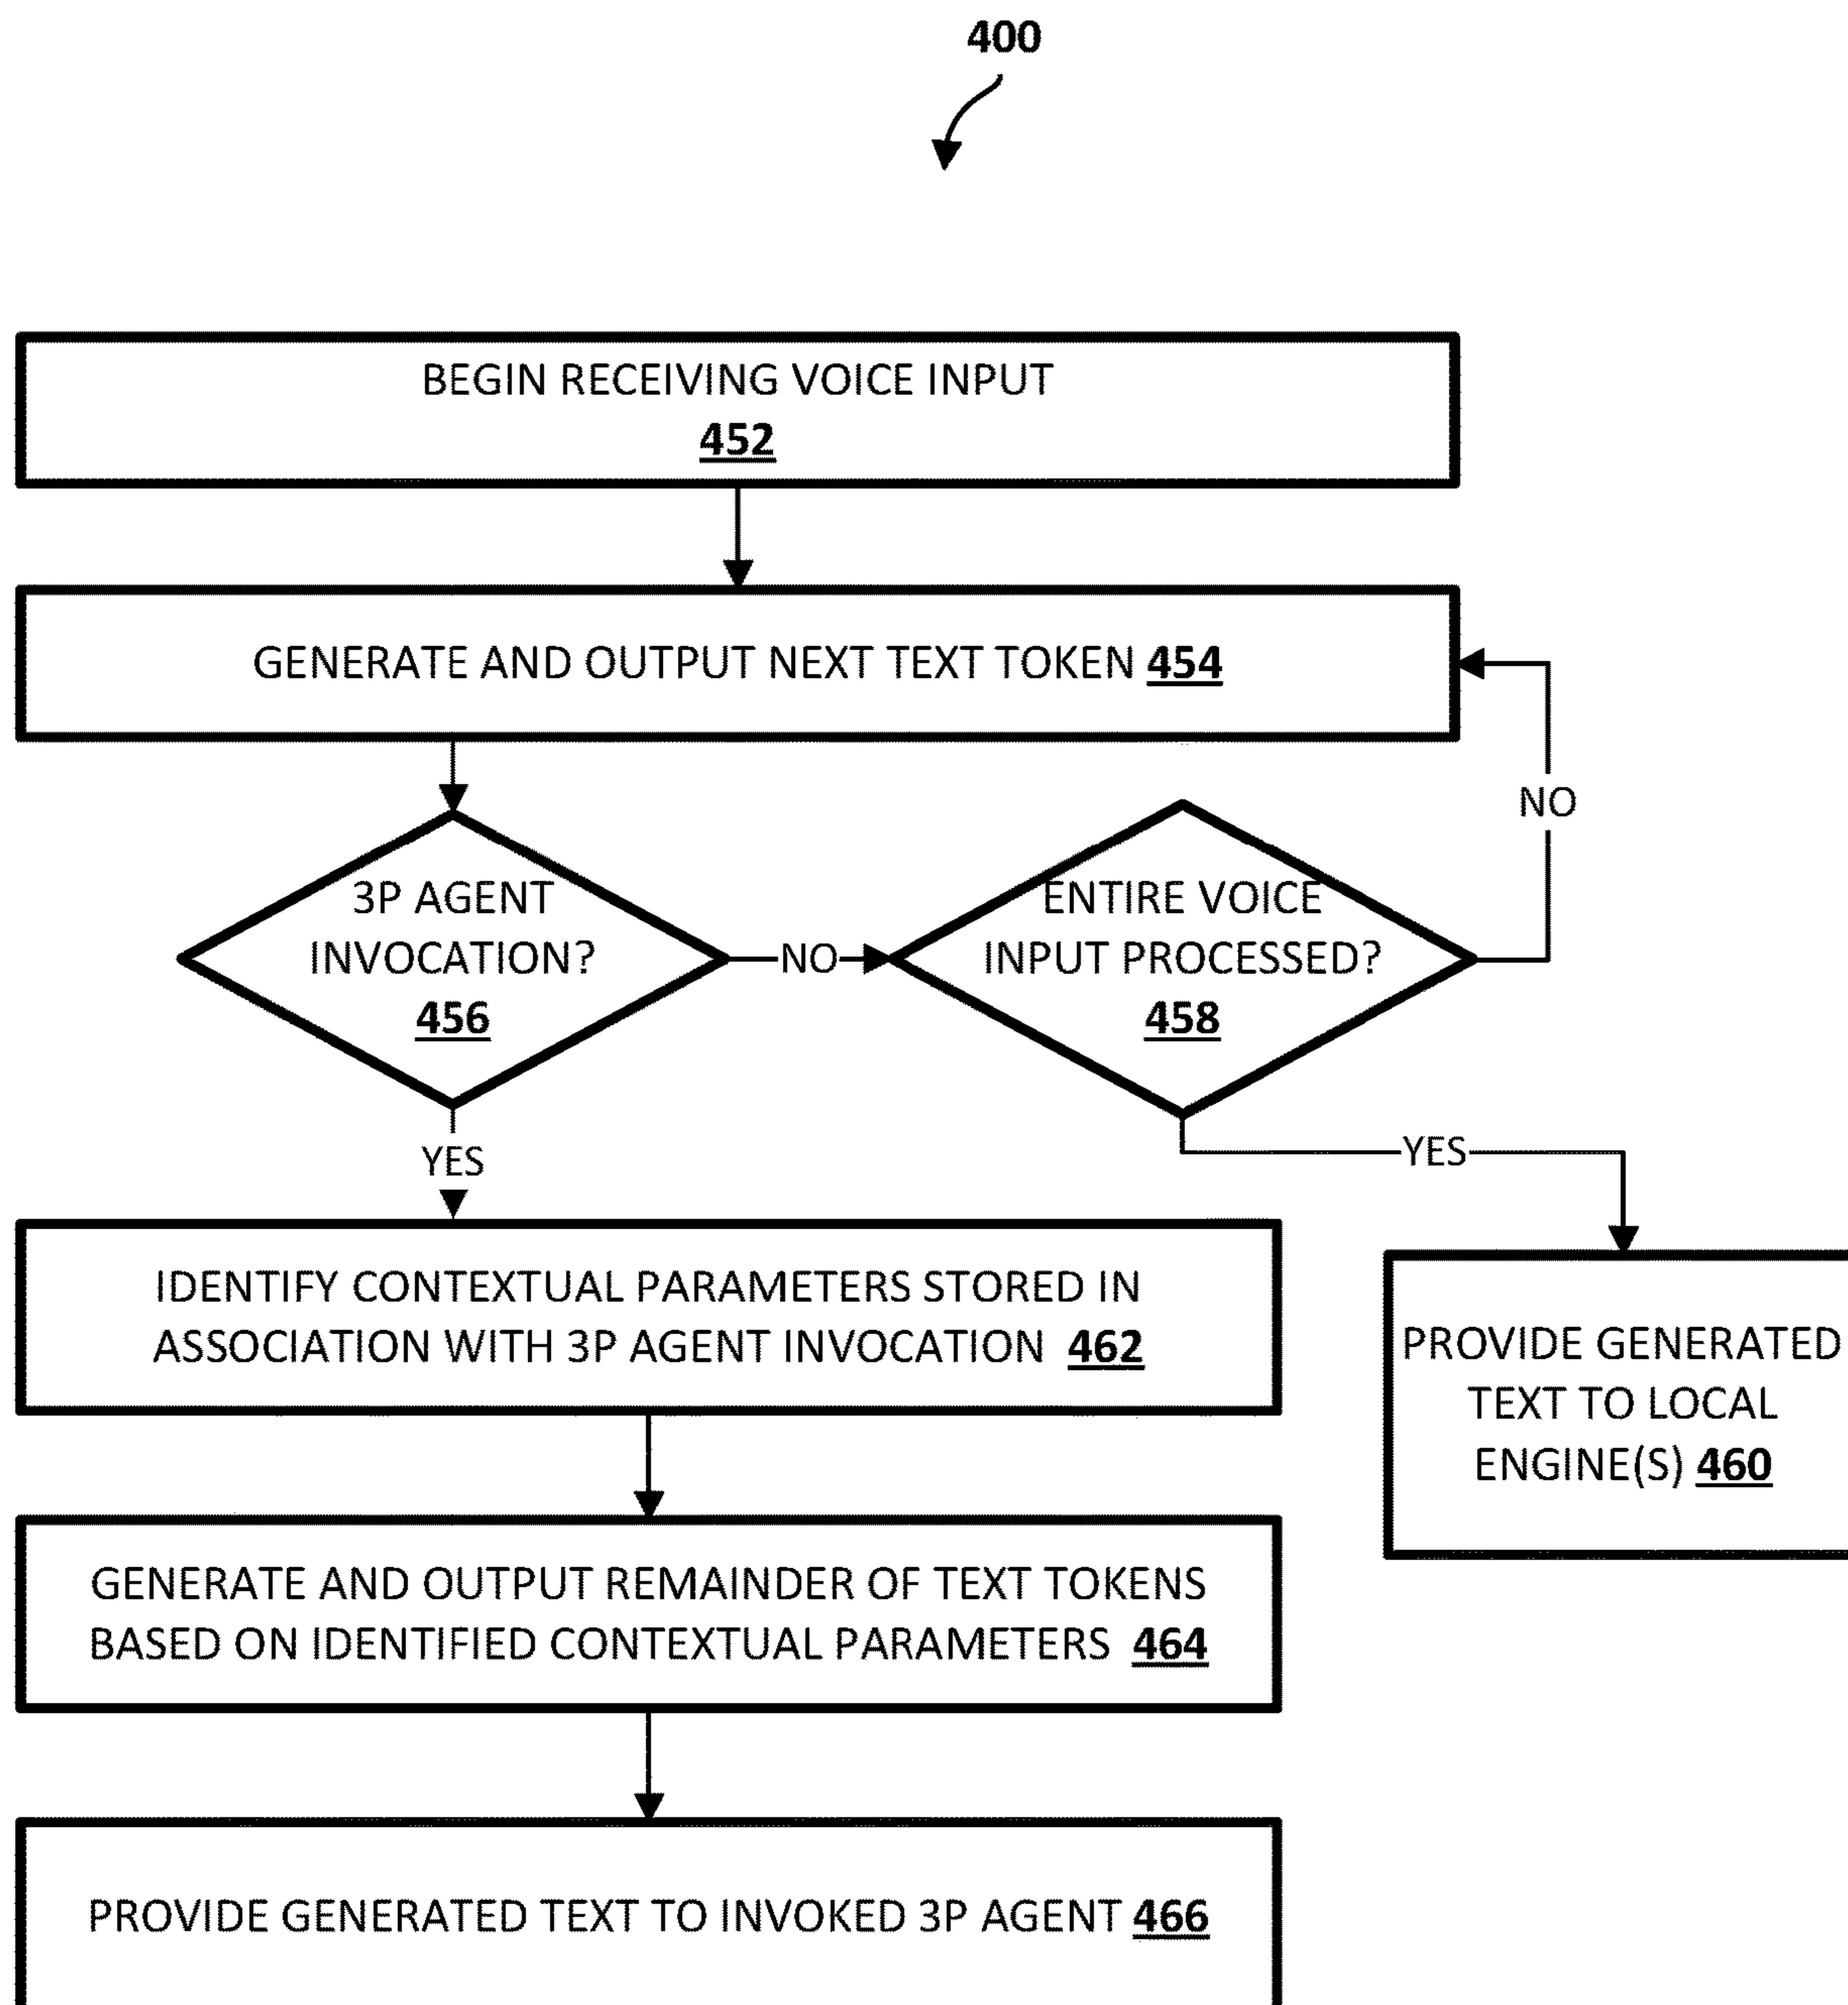 400
BEGIN RECEIVING VOICE INPUT
452
GENERATE AND OUTPUT NEXT TEXT TOKEN 454
NO
3P AGENT
INVOCATION?
456
NO
ENTIRE VOICE
INPUT PROCESSED?
458
YES
YES
IDENTIFY CONTEXTUAL PARAMETERS STORED IN
ASSOCIATION WITH 3P AGENT INVOCATION 462
PROVIDE GENERATED
TEXT TO LOCAL
ENGINE(S) 460
GENERATE AND OUTPUT REMAINDER OF TEXT TOKENS
BASED ON IDENTIFIED CONTEXTUAL PARAMETERS 464
PROVIDE GENERATED TEXT TO INVOKED 3P AGENT 466